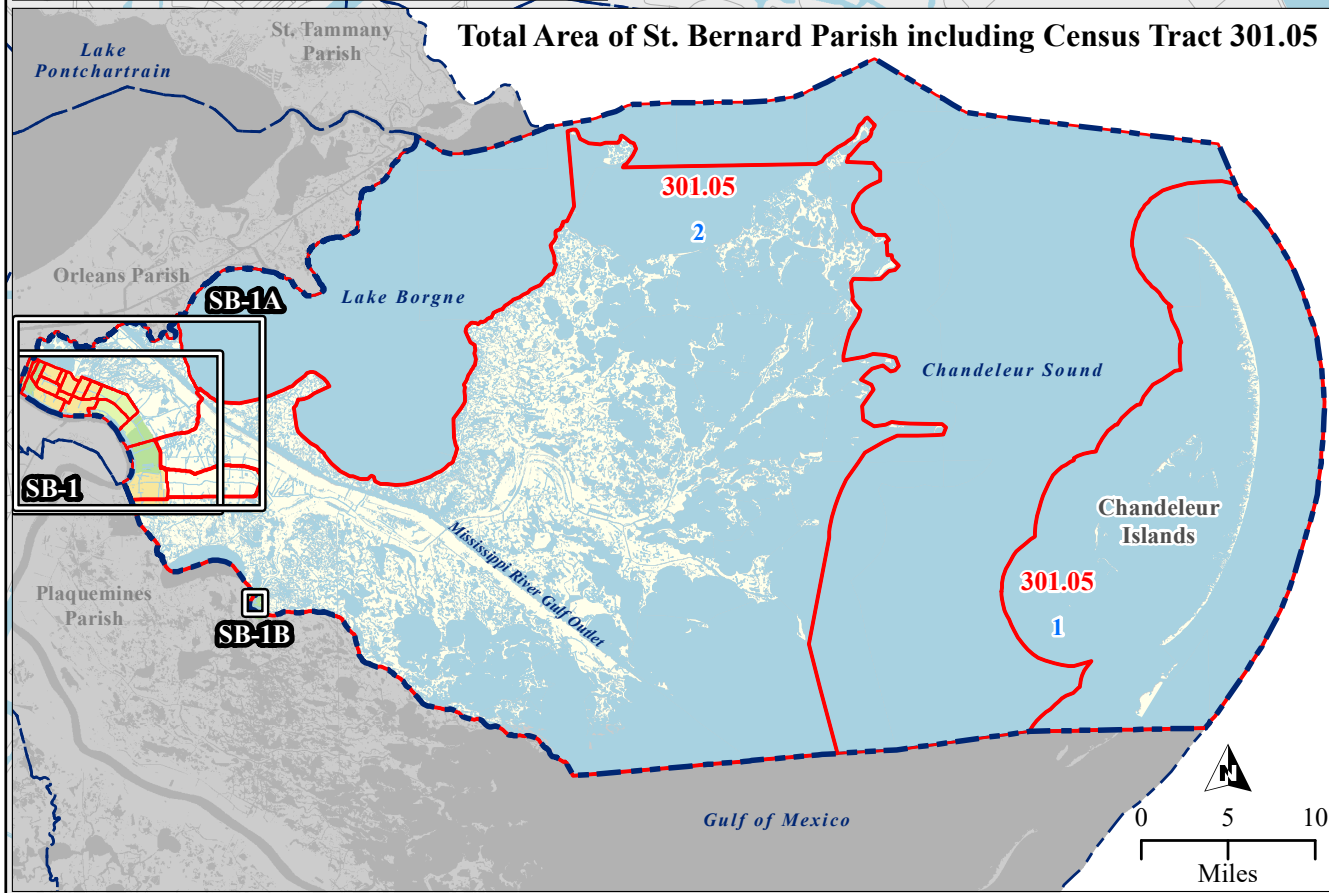 Total Area of St. Bernard Parish including Census Tract 301.05
St. Tammany
Parish
Lake
Pontchartrain
301.05
2
Orleans Parish
SB-1A
Lake Borgne
Chandeleur Sound
SB-1
Chandeleur
Islands
Mississippi River Gulf Outlet
301.05
1
Plaquemines
Parish
SB-1B
Gulf of Mexico
N
0 5 10
Miles